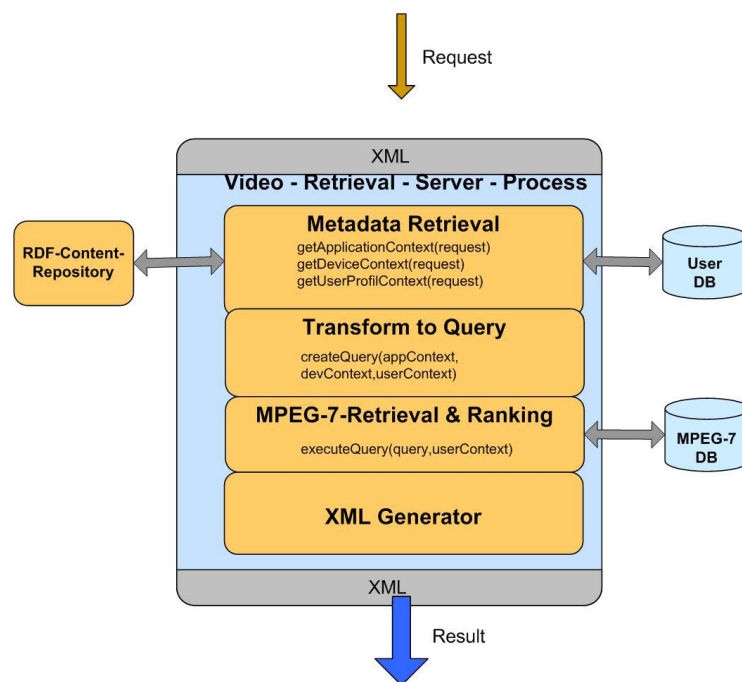 Request
XML
Video - Retrieval - Server - Process
Metadata Retrieval
getApplicationContext(request)
getDeviceContext(request)
getUserProfilContext(request)
RDF-Content-
Repository
User
DB
Transform to Query
createQuery(appContext,
devContext,userContext)
MPEG-7-Retrieval & Ranking
executeQuery(query,userContext)
MPEG-7
DB
XML Generator
XML
Result